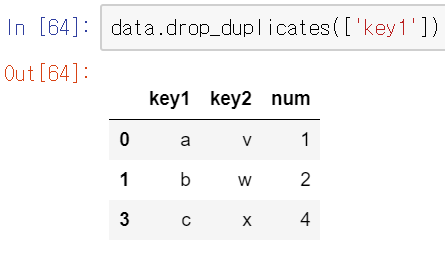 In [64]: data.drop_duplicates(['key1'])
Out[64]:
key1 key2 num
0 a v 1
1 b w 2
3 c x 4